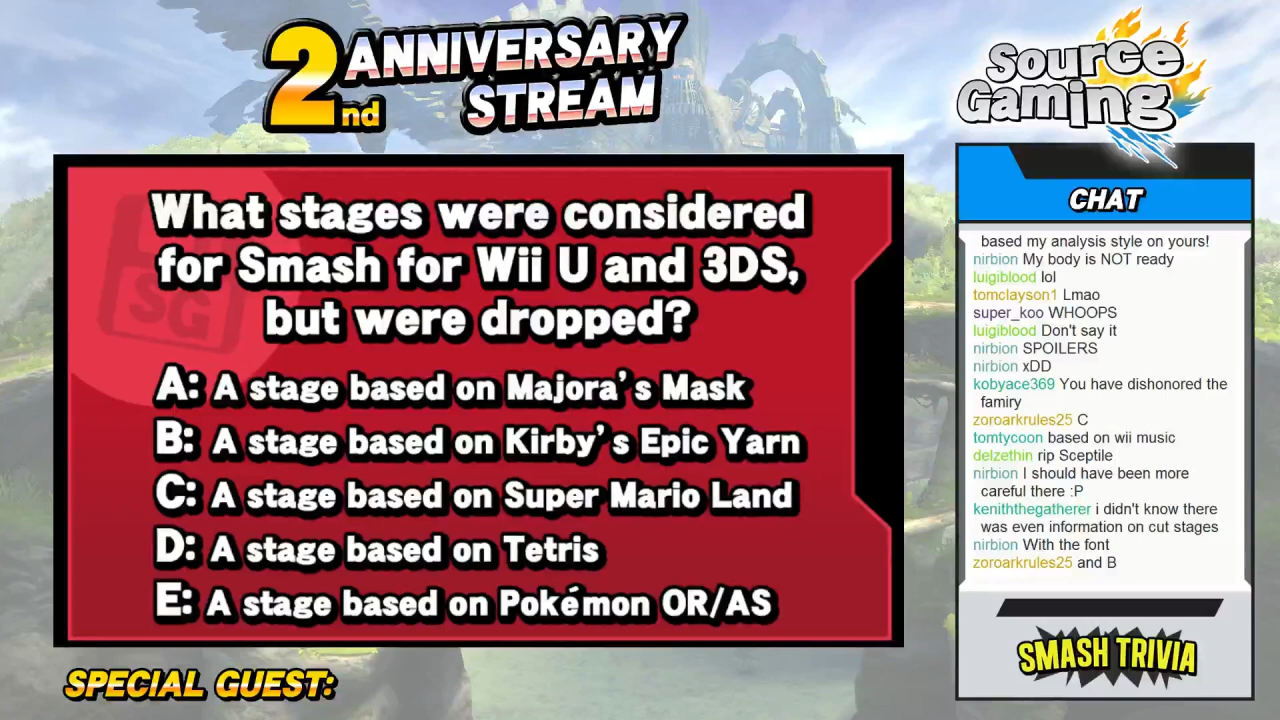 2nd ANNIVERSARY
STREAM
Source
Gaming
What stages were considered
for Smash for Wii U and 3DS,
but were dropped?
A: A stage based on Majora's Mask
B: A stage based on Kirby's Epic Yarn
C: A stage based on Super Mario Land
D: A stage based on Tetris
E: A stage based on Pokémon OR/AS
SG
SPECIAL GUEST:
CHAT
based my analysis style on yours!
nirbion My body is NOT ready
luigiblood lol
tomclayson1 Lmao
super_koo WHOOPS
luigiblood Don't say it
nirbion SPOILERS
nirbion xDD
kobyace369 You have dishonored the
famiry
zoroarkrules25 C
tomtycoon based on wii music
delzethin rip Sceptile
nirbion I should have been more
careful there :P
keniththegatherer i didn't know there
was even information on cut stages
nirbion With the font
zoroarkrules25 and B
SMASH TRIVIA